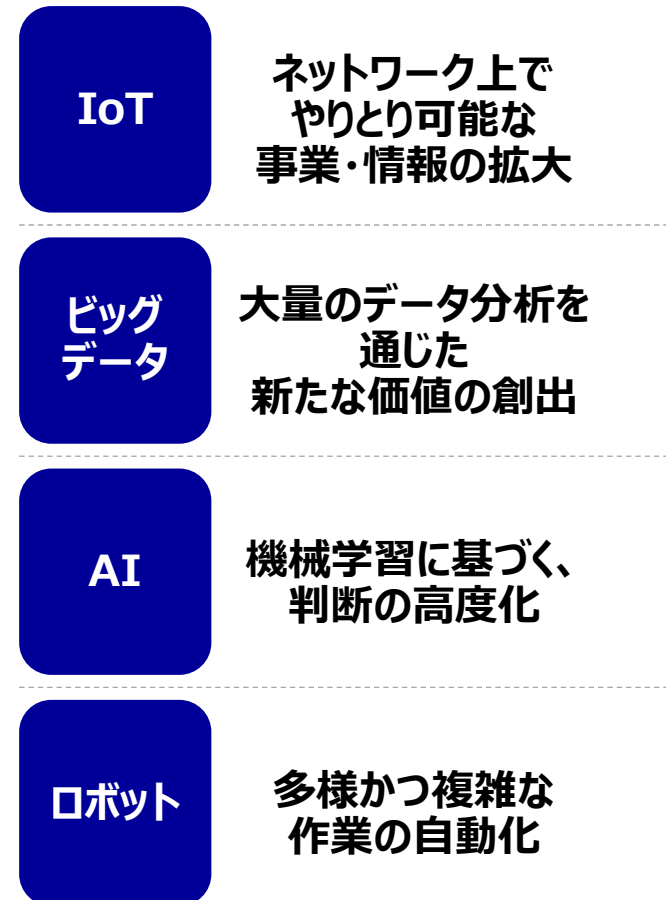 IoT
ネットワーク上で
やりとり可能な
事業・情報の拡大
ビッグ
データ
大量のデータ分析を
通じた
新たな価値の創出
AI
機械学習に基づく、
判断の高度化
ロボット
多様かつ複雑な
作業の自動化